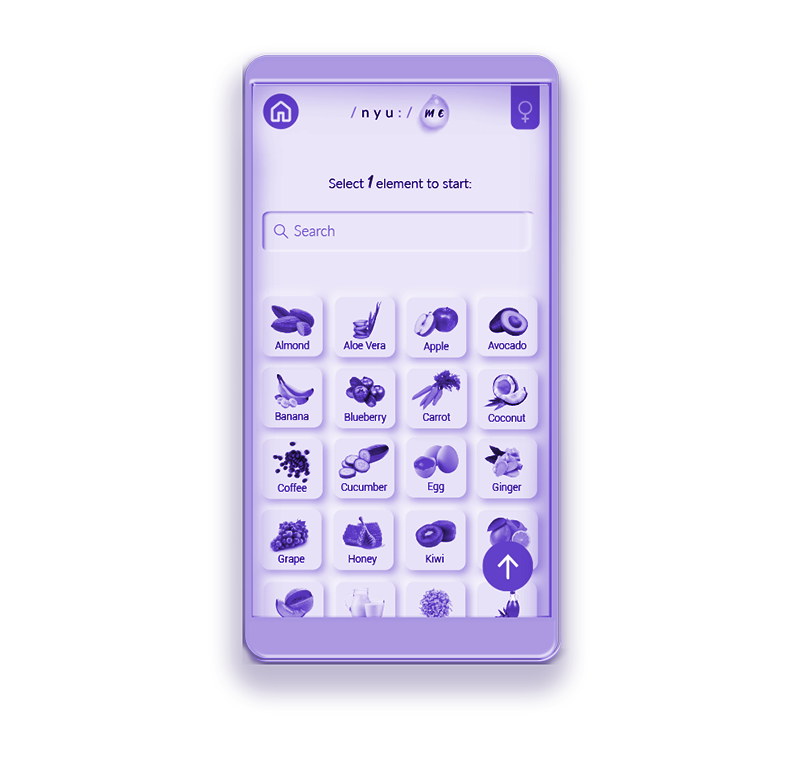 /nyu:/ me
Select 1 element to start:
Search
Almond Aloe Vera Apple Avocado
Banana Blueberry Carrot Coconut
Coffee Cucumber Egg Ginger
Grape Honey Kiwi